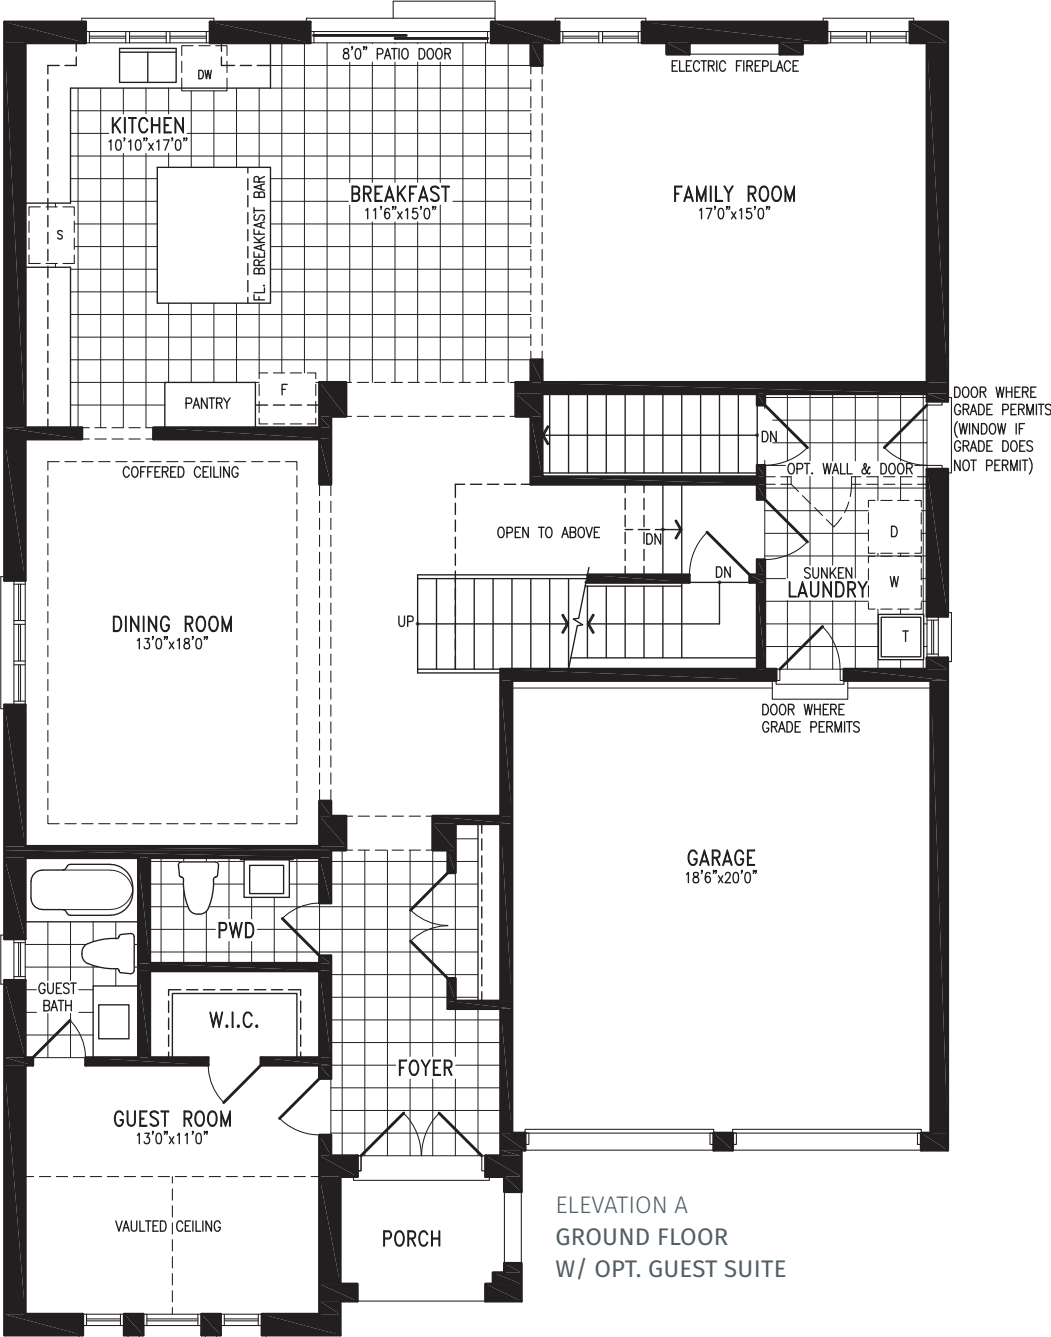 8'0" PATIO DOOR
ELECTRIC FIREPLACE
DW
KITCHEN
10'10"x17'0"
BREAKFAST
11'6"x15'0"
FAMILY ROOM
17'0"x15'0"
S
FL. BREAKFAST BAR
F
PANTRY
DOOR WHERE
GRADE PERMITS
(WINDOW IF
GRADE DOES
NOT PERMIT)
DN
OPT. WALL & DOOR
COFFERED CEILING
OPEN TO ABOVE
DN
D
DN
SUNKEN
LAUNDRY
W
UP
T
DINING ROOM
13'0"x18'0"
DOOR WHERE
GRADE PERMITS
GARAGE
18'6"x20'0"
PWD
GUEST
BATH
W.I.C.
FOYER
GUEST ROOM
13'0"x11'0"
VAULTED CEILING
PORCH
ELEVATION A
GROUND FLOOR
W/ OPT. GUEST SUITE